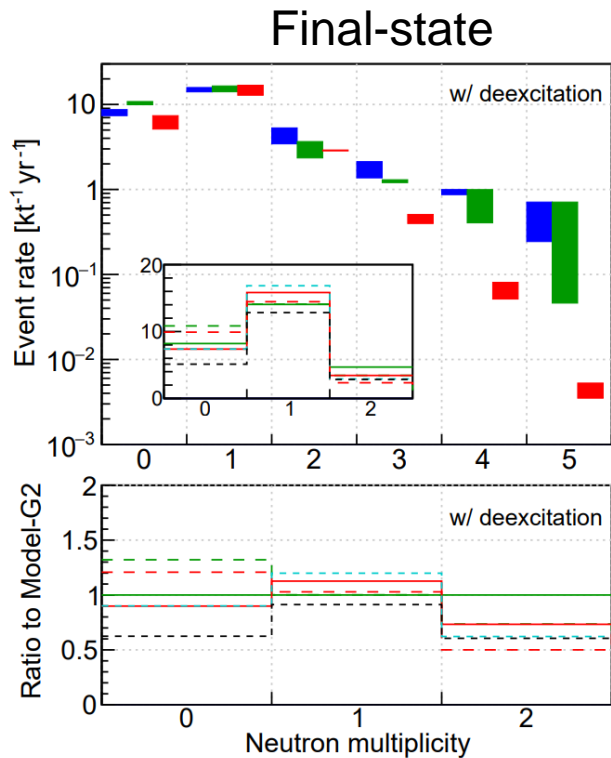 Final-state
w/ deexcitation
Event rate [kt⁻¹ yr⁻¹]
10
1
10⁻¹
10⁻²
10⁻³
20
10
0
0 1 2
0 1 2 3 4 5
w/ deexcitation
Ratio to Model-G2
2
1.5
1
0.5
0
0 1 2
Neutron multiplicity